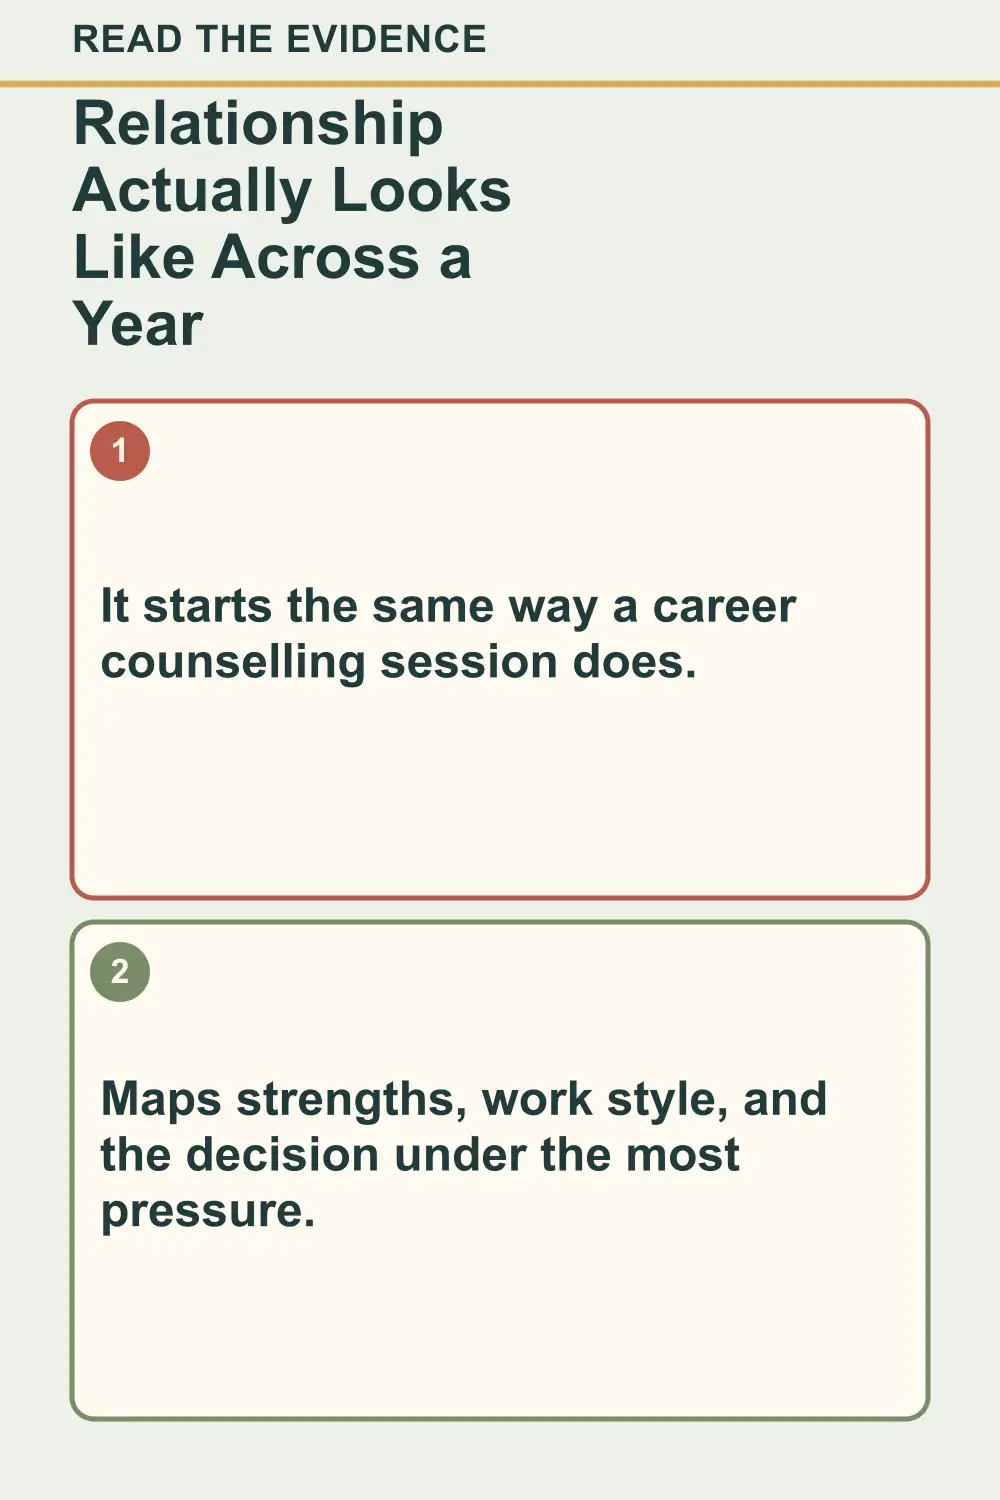 READ THE EVIDENCE
Relationship
Actually Looks
Like Across a
Year
1
It starts the same way a career
counselling session does.
2
Maps strengths, work style, and
the decision under the most
pressure.